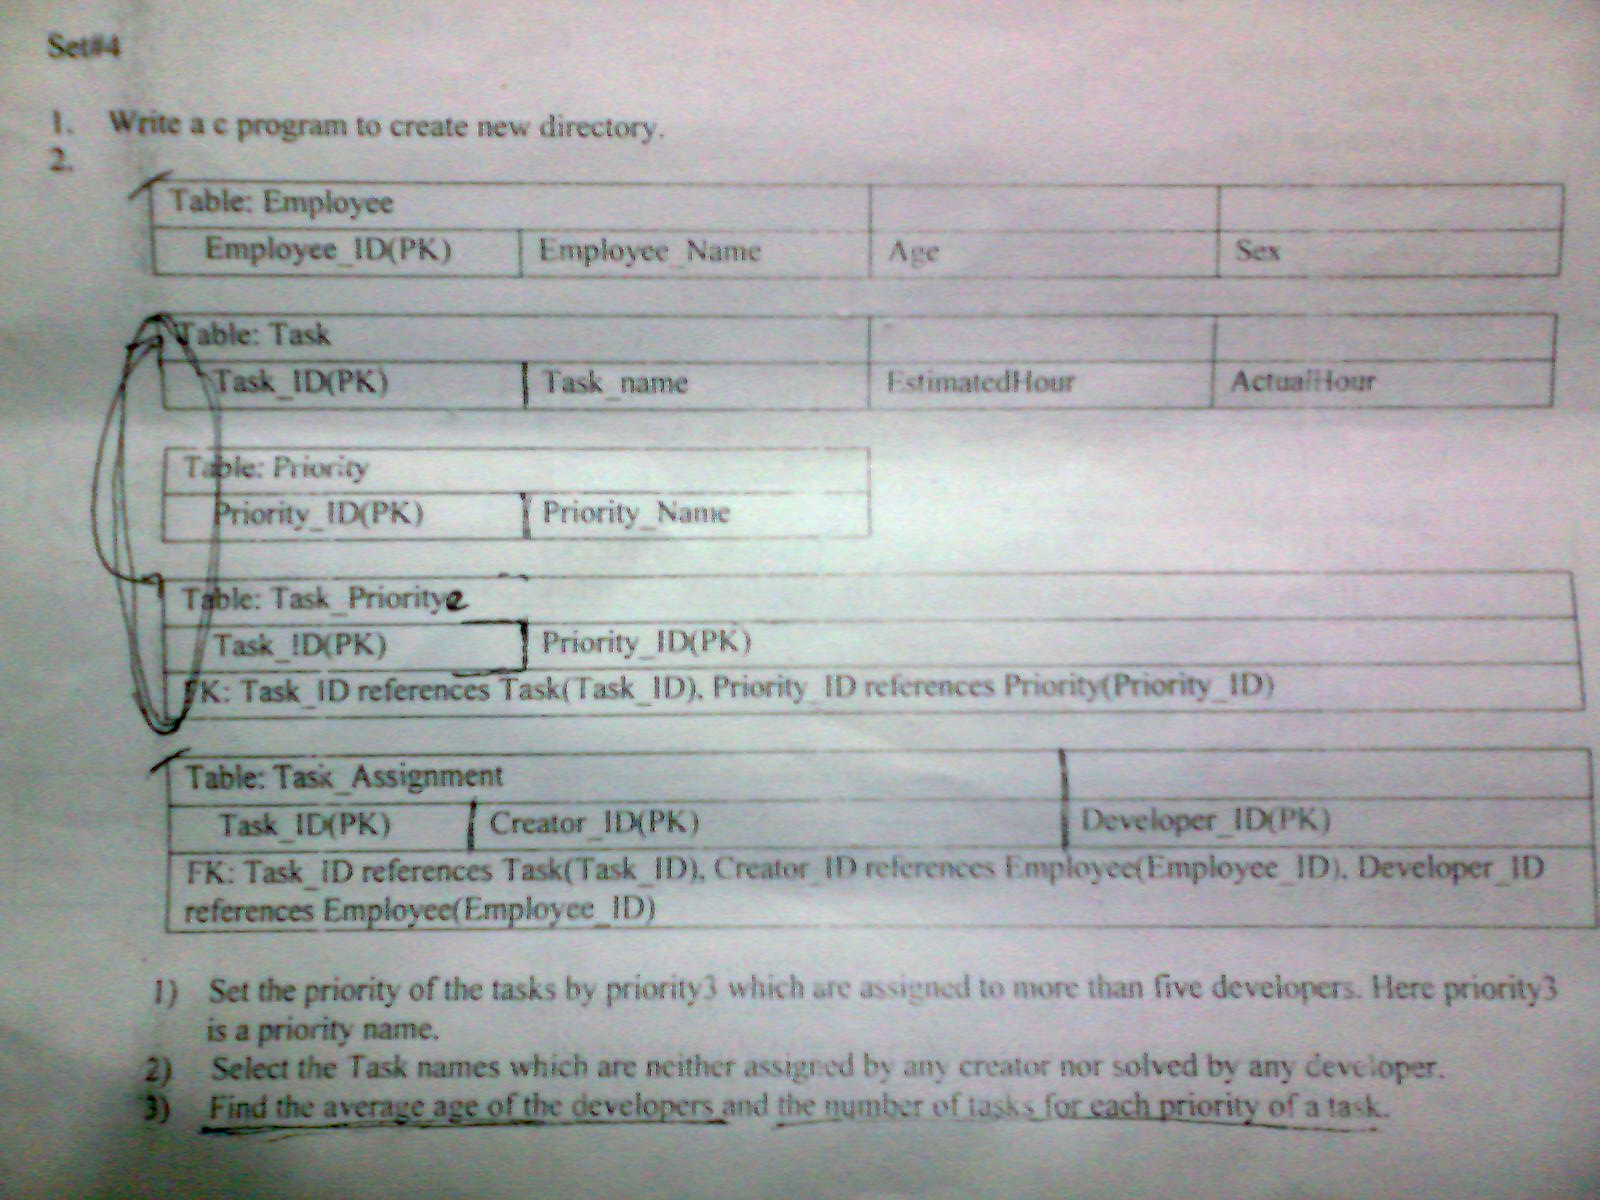 Set#4
1. Write a c program to create new directory.
2.
Table: Employee
Employee_ID(PK) Employee_Name Age Sex
Table: Task
Task_ID(PK) Task_name EstimatedHour ActualHour
Table: Priority
Priority_ID(PK) Priority_Name
Table: Task_Prioritye
Task_ID(PK) Priority_ID(PK)
FK: Task_ID references Task(Task_ID), Priority_ID references Priority(Priority_ID)
Table: Task_Assignment
Task_ID(PK) Creator_ID(PK) Developer_ID(PK)
FK: Task_ID references Task(Task_ID), Creator_ID references Employee(Employee_ID), Developer_ID
references Employee(Employee_ID)
1) Set the priority of the tasks by priority3 which are assigned to more than five developers. Here priority3
is a priority name.
2) Select the Task names which are neither assigned by any creator nor solved by any developer.
3) Find the average age of the developers and the number of tasks for each priority of a task.